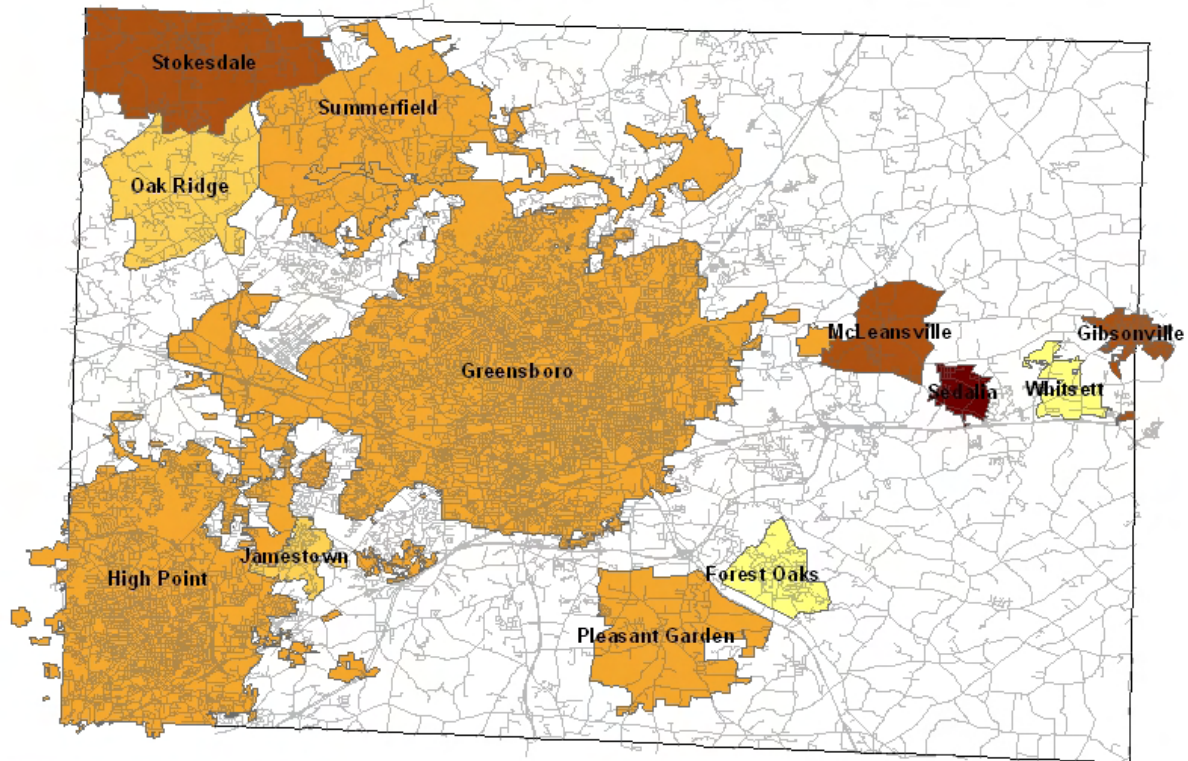 Stokesdale
Summerfield
Oak Ridge
McLeansville
Gibsonville
Greensboro
Sedalia
Whitsett
Jamestown
High Point
Forest Oaks
Pleasant Garden